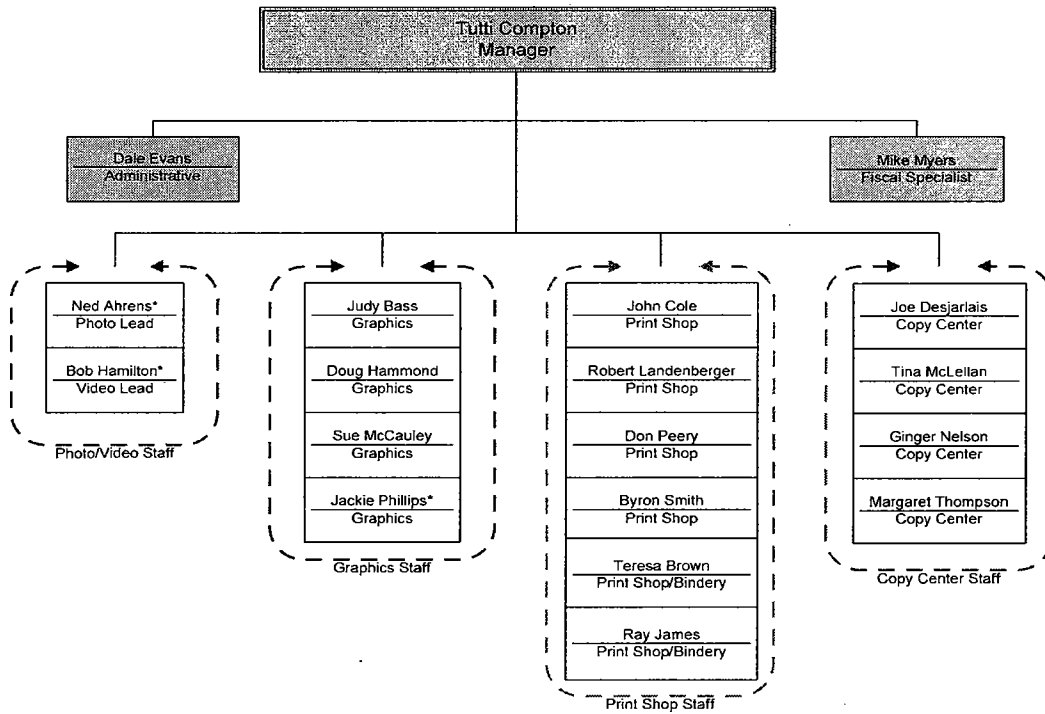 Tutti Compton
Manager
Dale Evans
Administrative
Mike Myers
Fiscal Specialist
Ned Ahrens*
Photo Lead
Bob Hamilton*
Video Lead
Photo/Video Staff
Judy Bass
Graphics
Doug Hammond
Graphics
Sue McCauley
Graphics
Jackie Phillips*
Graphics
Graphics Staff
John Cole
Print Shop
Robert Landenberger
Print Shop
Don Peery
Print Shop
Byron Smith
Print Shop
Teresa Brown
Print Shop/Bindery
Ray James
Print Shop/Bindery
Print Shop Staff
Joe Desjarlais
Copy Center
Tina McLellan
Copy Center
Ginger Nelson
Copy Center
Margaret Thompson
Copy Center
Copy Center Staff